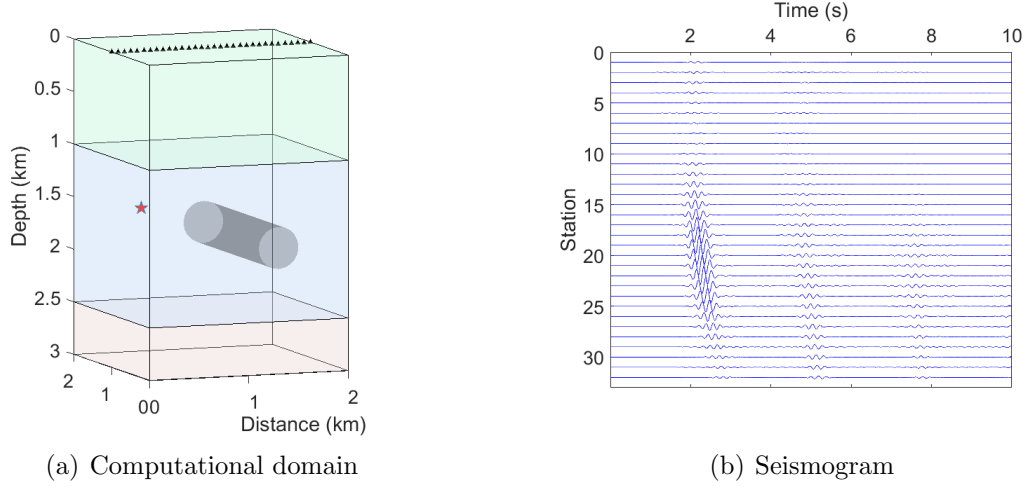 0
0.5
1
1.5
2
2.5
3
Depth (km)
2
1
00
1
2
Distance (km)
(a) Computational domain
Time (s)
2 4 6 8 10
0
5
10
15
20
25
30
Station
(b) Seismogram